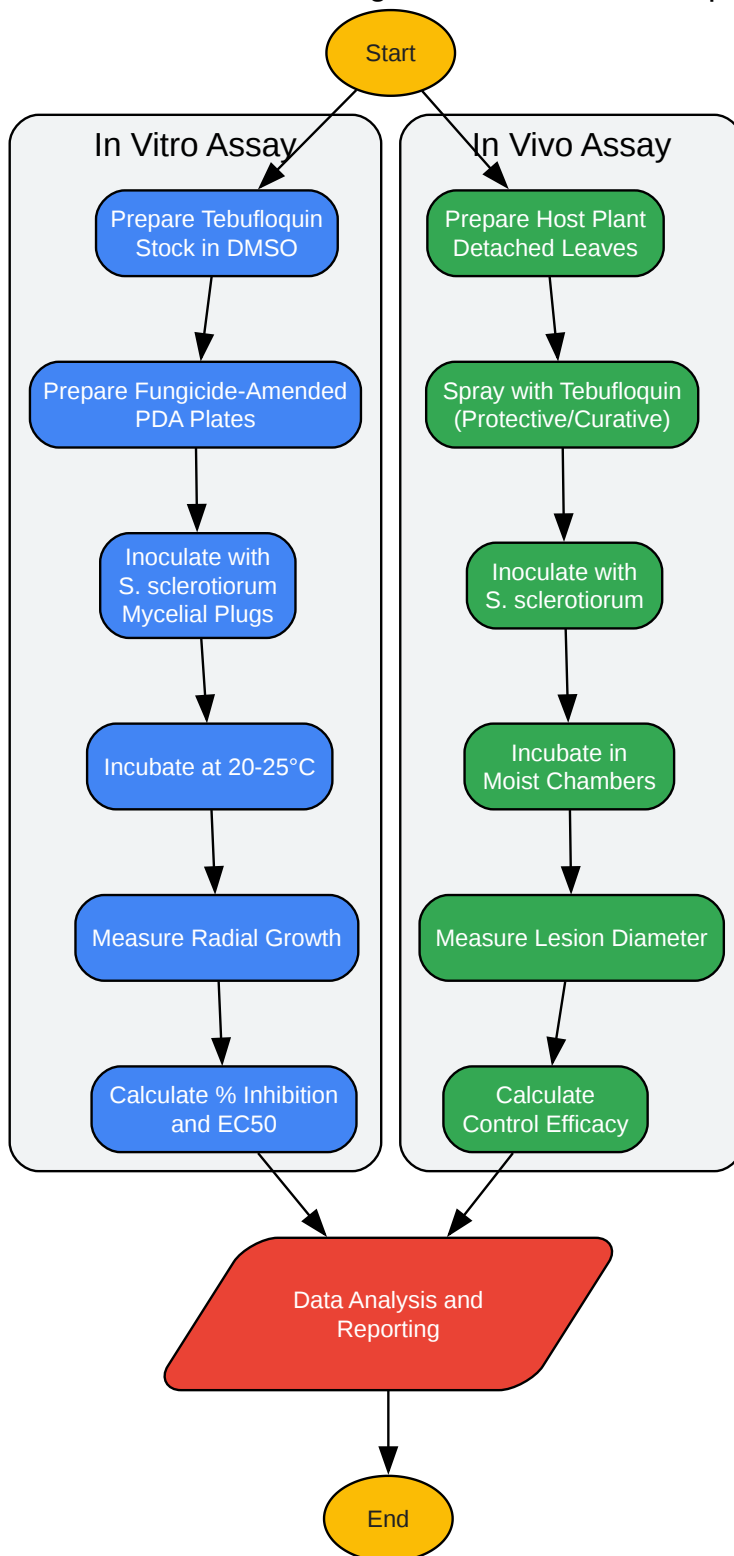 Start
In Vitro Assay
Prepare Tebufloquin
Stock in DMSO
Prepare Fungicide-Amended
PDA Plates
Inoculate with
S. sclerotiorum
Mycelial Plugs
Incubate at 20-25°C
Measure Radial Growth
Calculate % Inhibition
and EC50
In Vivo Assay
Prepare Host Plant
Detached Leaves
Spray with Tebufloquin
(Protective/Curative)
Inoculate with
S. sclerotiorum
Incubate in
Moist Chambers
Measure Lesion Diameter
Calculate
Control Efficacy
Data Analysis and
Reporting
End